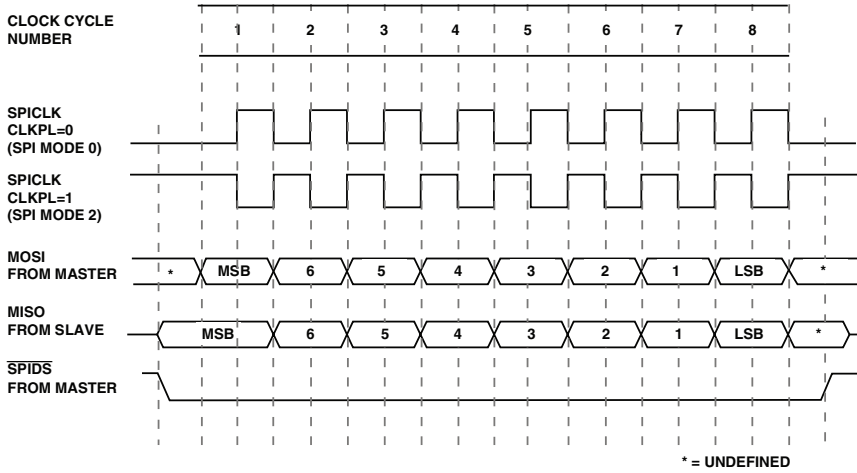 CLOCK CYCLE
NUMBER
1 2 3 4 5 6 7 8
SPICLK
CLKPL=0
(SPI MODE 0)
SPICLK
CLKPL=1
(SPI MODE 2)
MOSI
FROM MASTER
* MSB 6 5 4 3 2 1 LSB *
MISO
FROM SLAVE
MSB 6 5 4 3 2 1 LSB *
SPIDS
FROM MASTER
* = UNDEFINED